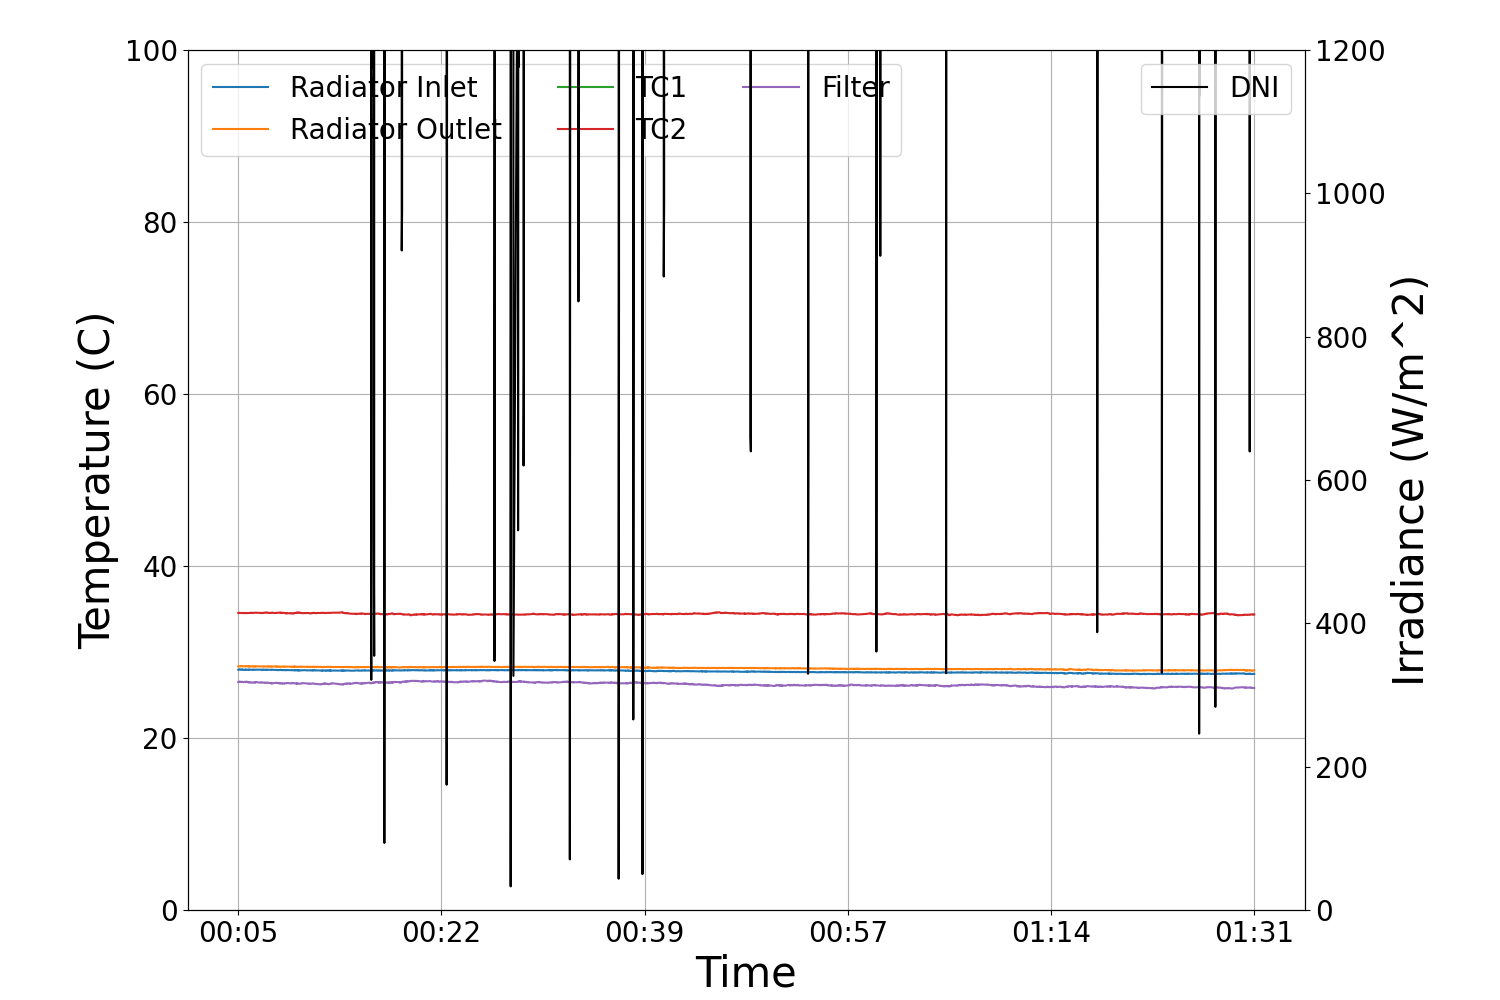 Temperature (C)
100
80
60
40
20
0
Radiator Inlet
Radiator Outlet
TC1
TC2
Filter
DNI
1200
1000
800
600
400
200
0
Irradiance (W/m^2)
00:05 00:22 00:39 00:57 01:14 01:31
Time